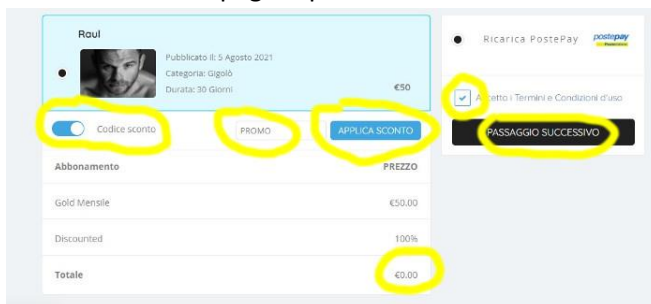 Raul
Pubblicato il: 5 Agosto 2021
Categoria: Gigolò
Durata: 30 Giorni
€50
Codice sconto
PROMO
APPLICA SCONTO
Abbonamento
PREZZO
Gold Mensile
€50.00
Discounted
100%
Totale
€0.00
Ricarica PostePay
postepay
Accetto i Termini e Condizioni d'uso
PASSAGGIO SUCCESSIVO